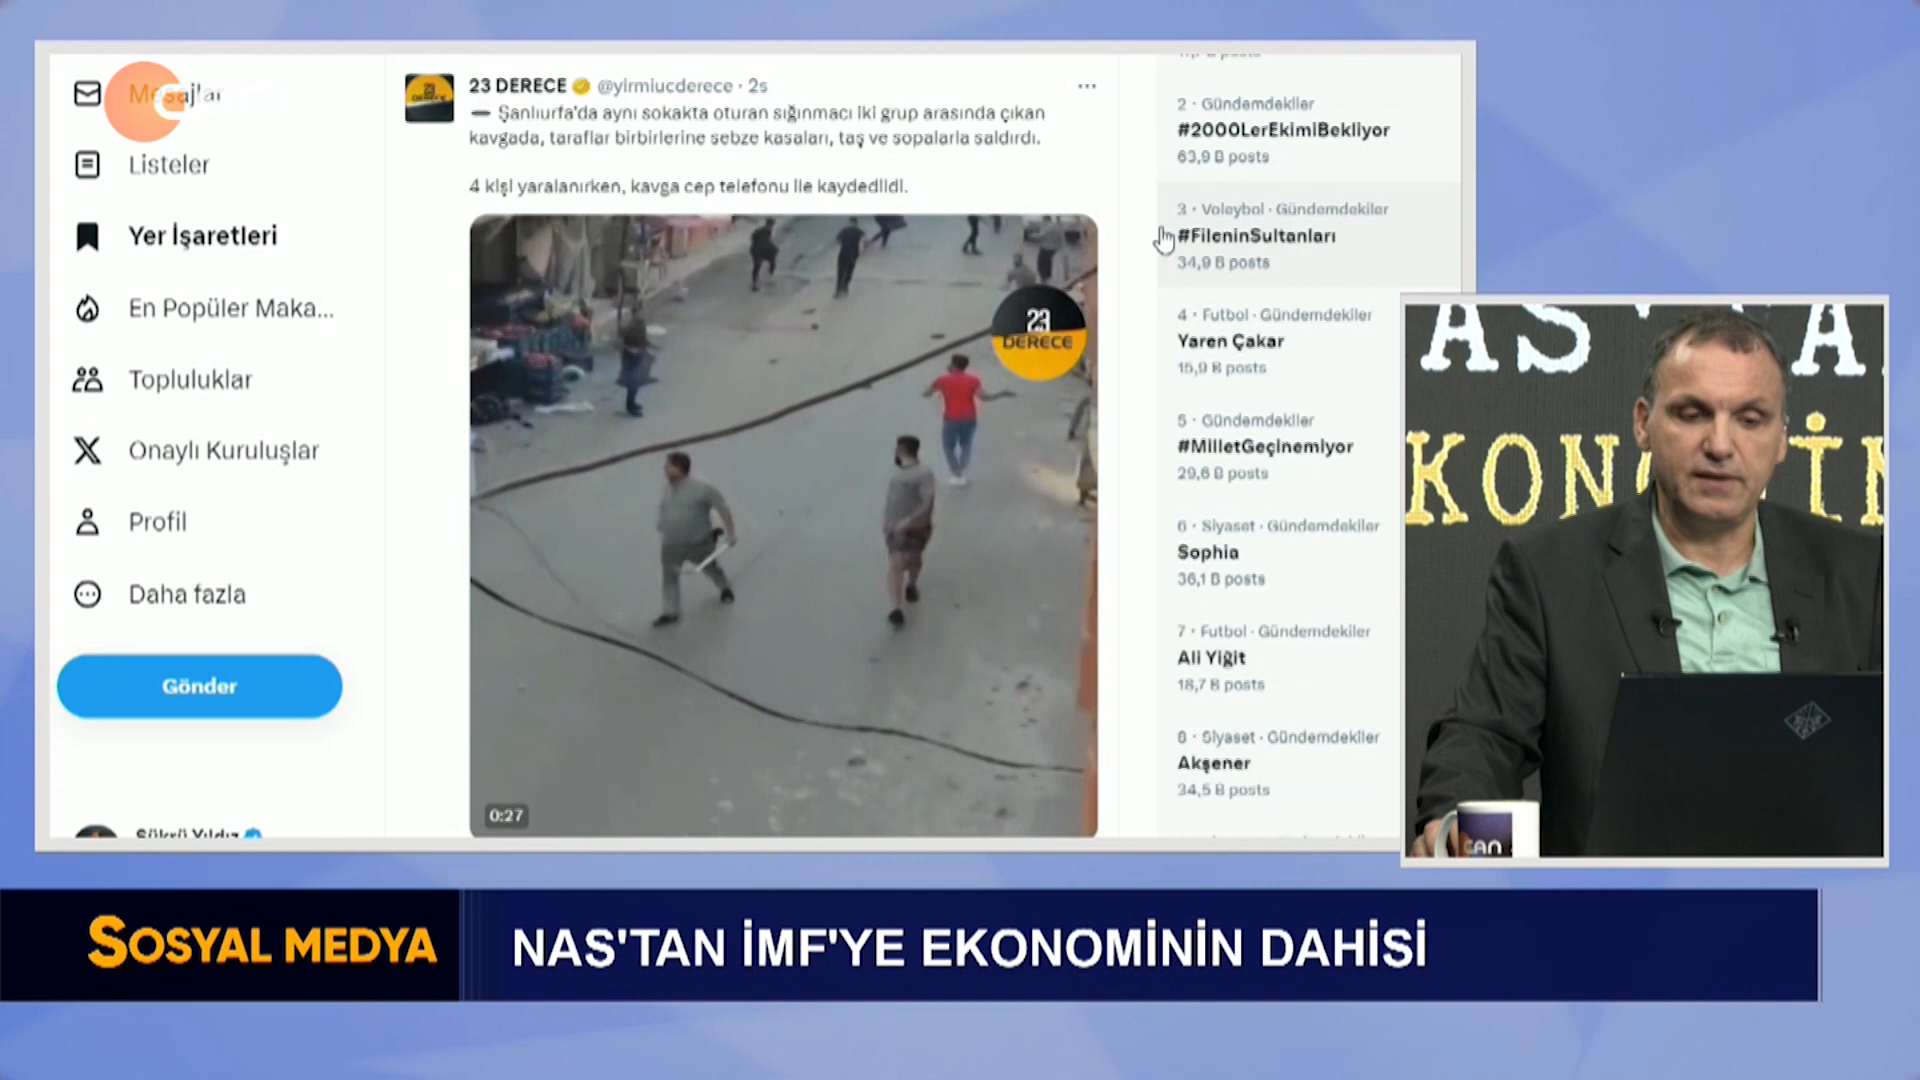 Mesajlar
Listeler
Yer İşaretleri
En Popüler Maka...
Topluluklar
Onaylı Kuruluşlar
Profil
Daha fazla
Gönder
Şükrü Yıldız
23 DERECE @yirmiucderece · 2s
Şanlıurfa'da aynı sokakta oturan sığınmacı iki grup arasında çıkan
kavgada, taraflar birbirlerine sebze kasaları, taş ve sopalarla saldırdı.
4 kişi yaralanırken, kavga cep telefonu ile kaydedildi.
23
DERECE
0:27
2 · Gündemdekiler
#2000LerEkimiBekliyor
63,9 B posts
3 · Voleybol · Gündemdekiler
#FileninSultanları
34,9 B posts
4 · Futbol · Gündemdekiler
Yaren Çakar
15,9 B posts
5 · Gündemdekiler
#MilletGeçinemiyor
29,6 B posts
6 · Siyaset · Gündemdekiler
Sophia
36,1 B posts
7 · Futbol · Gündemdekiler
Ali Yiğit
18,7 B posts
8 · Siyaset · Gündemdekiler
Akşener
34,5 B posts
CAN
SOSYAL MEDYA
NAS'TAN İMF'YE EKONOMİNİN DAHİSİ